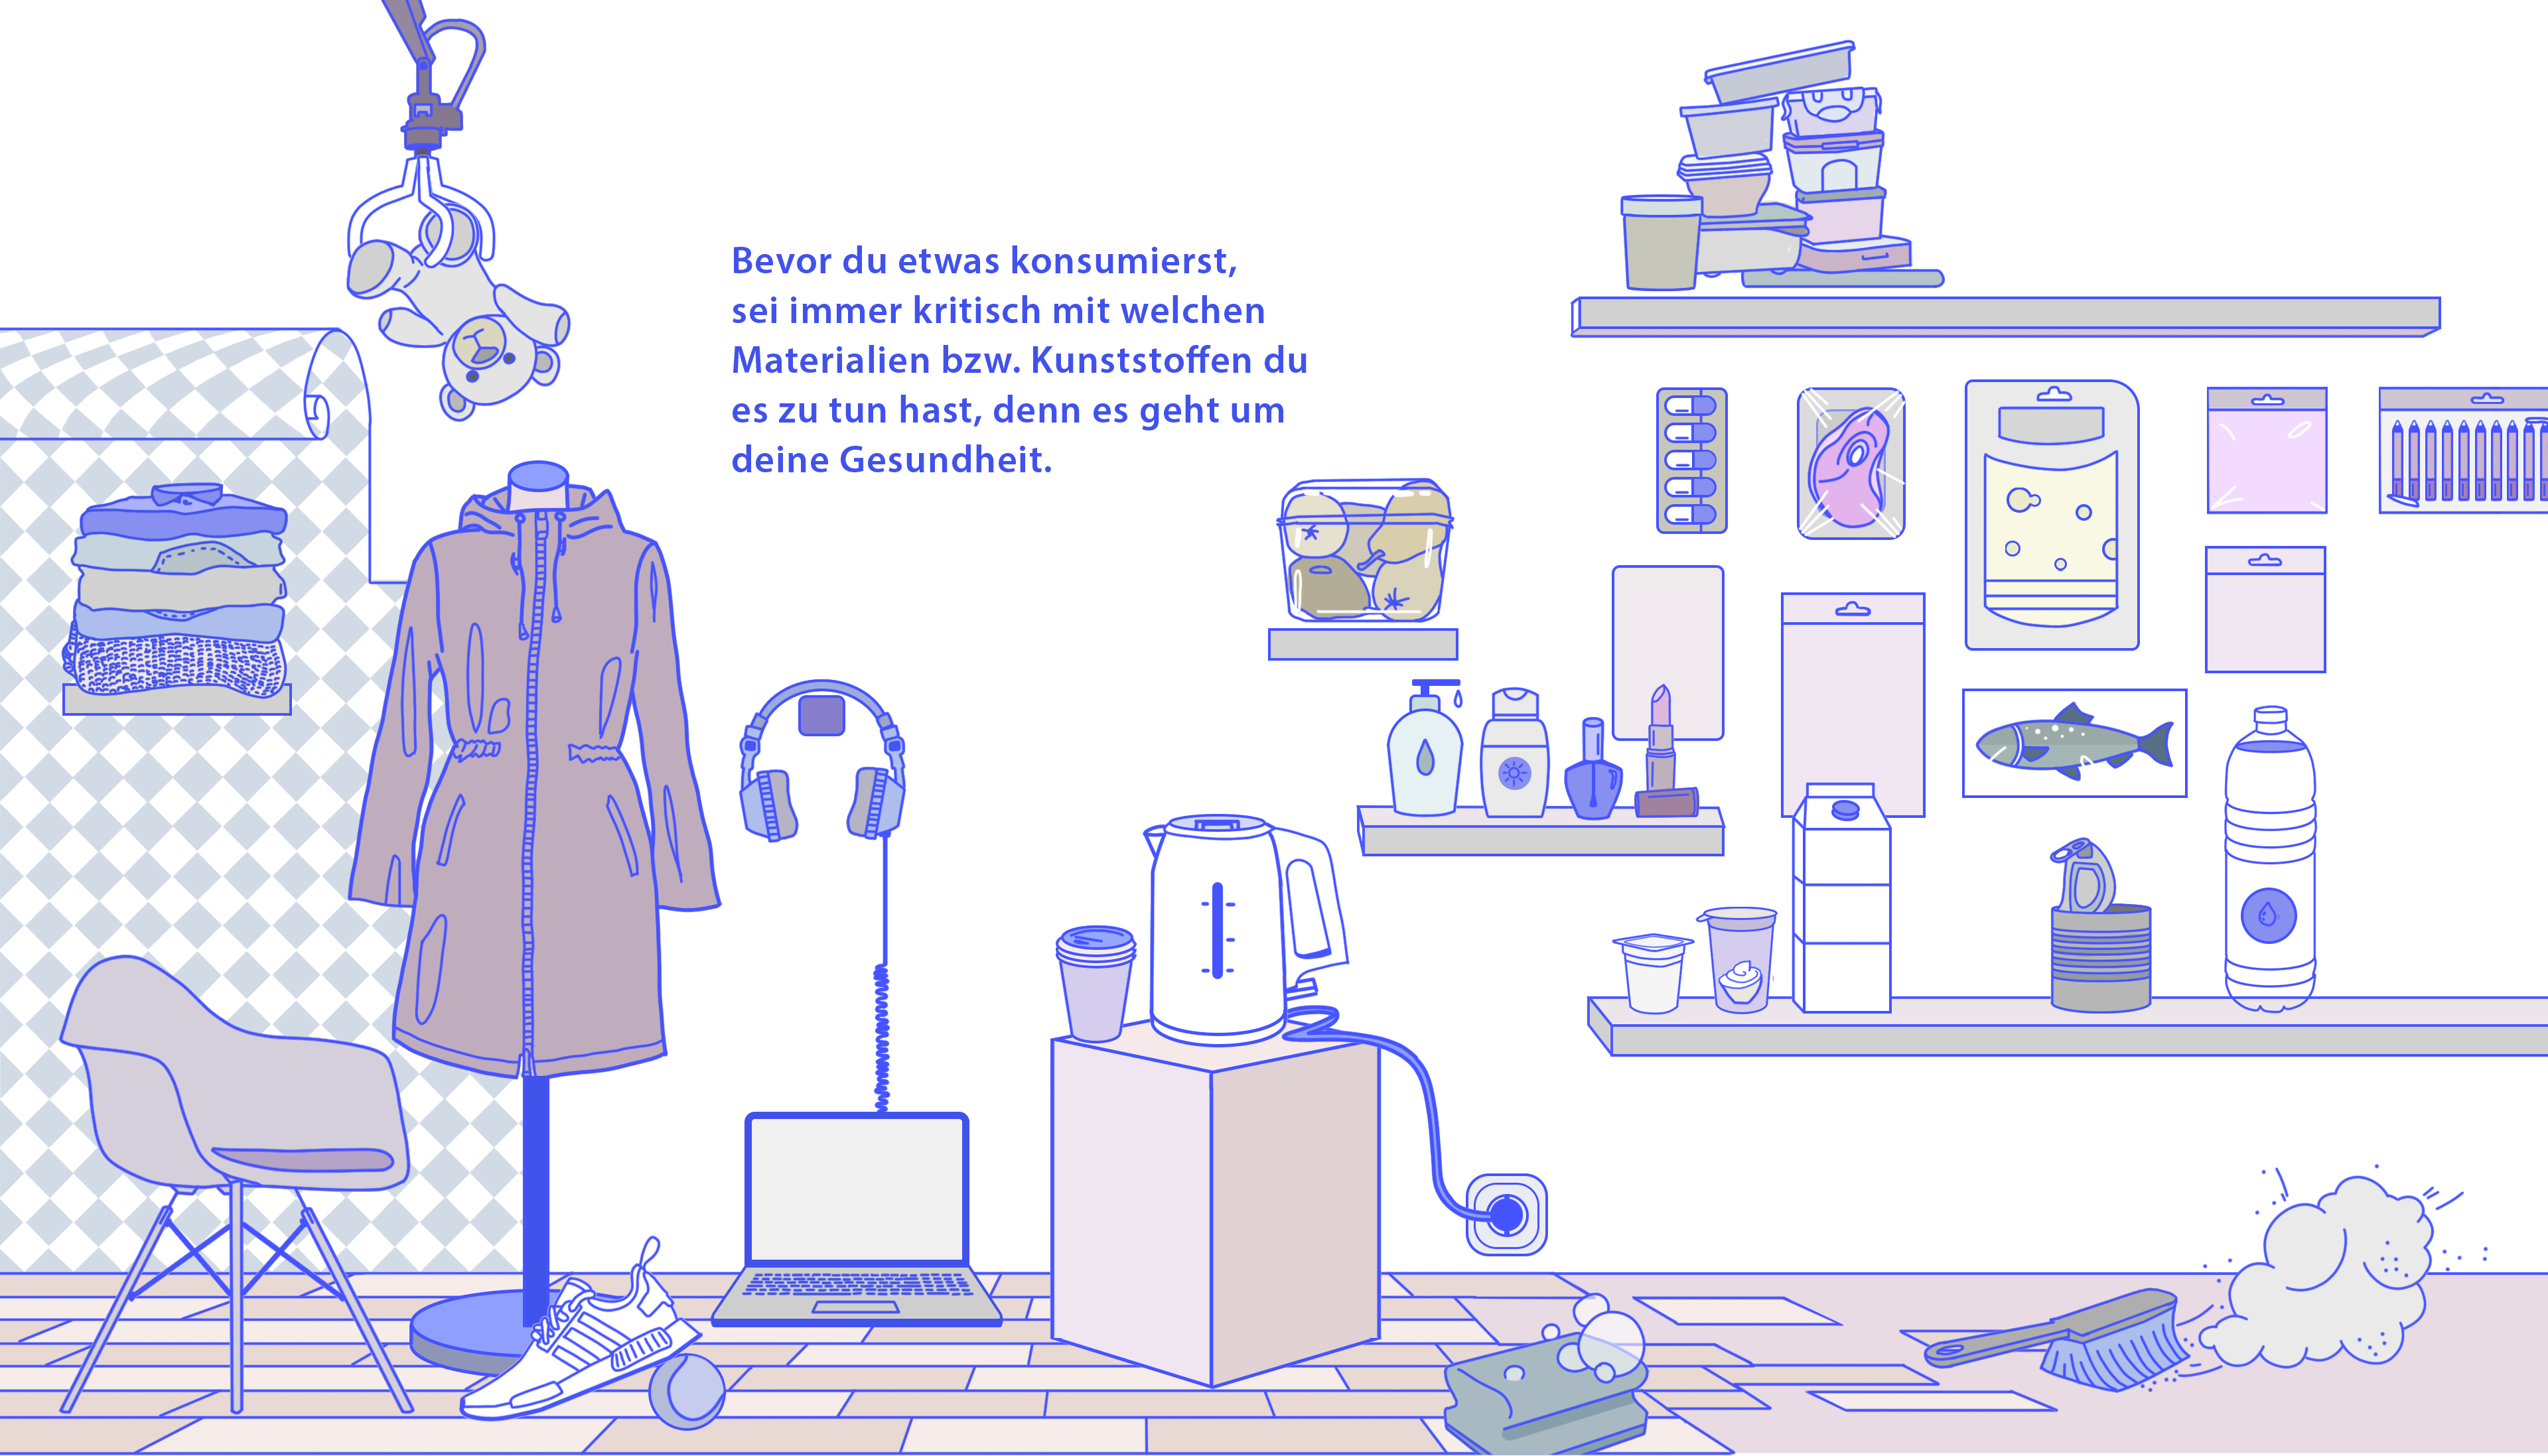 Bevor du etwas konsumierst,
sei immer kritisch mit welchen
Materialien bzw. Kunststoffen du
es zu tun hast, denn es geht um
deine Gesundheit.